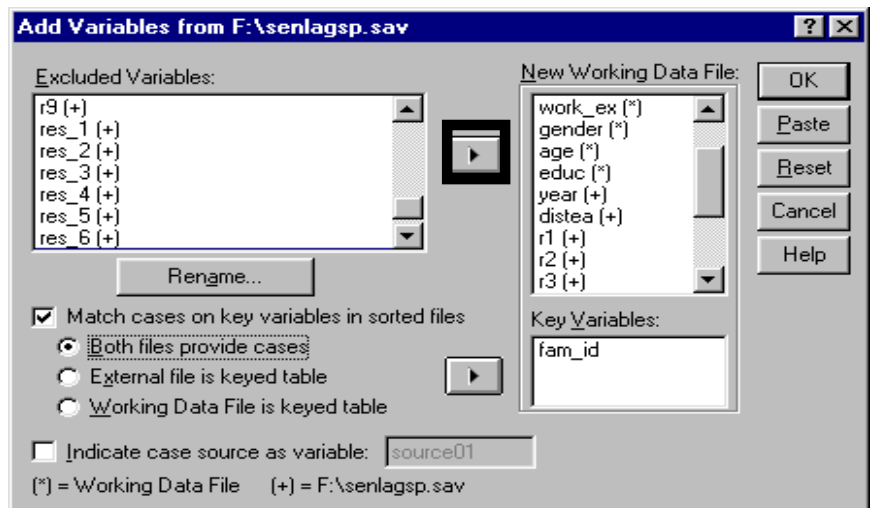 Add Variables from F:\senlagsp.sav
Excluded Variables:
r9 (+)
res_1 (+)
res_2 (+)
res_3 (+)
res_4 (+)
res_5 (+)
res_6 (+)
Rename...
New Working Data File:
work_ex (*)
gender (*)
age (*)
educ (*)
year (+)
distea (+)
r1 (+)
r2 (+)
r3 (+)
OK
Paste
Reset
Cancel
Help
Match cases on key variables in sorted files
Both files provide cases
External file is keyed table
Working Data File is keyed table
Key Variables:
fam_id
Indicate case source as variable: source01
(*) = Working Data File (+) = F:\senlagsp.sav